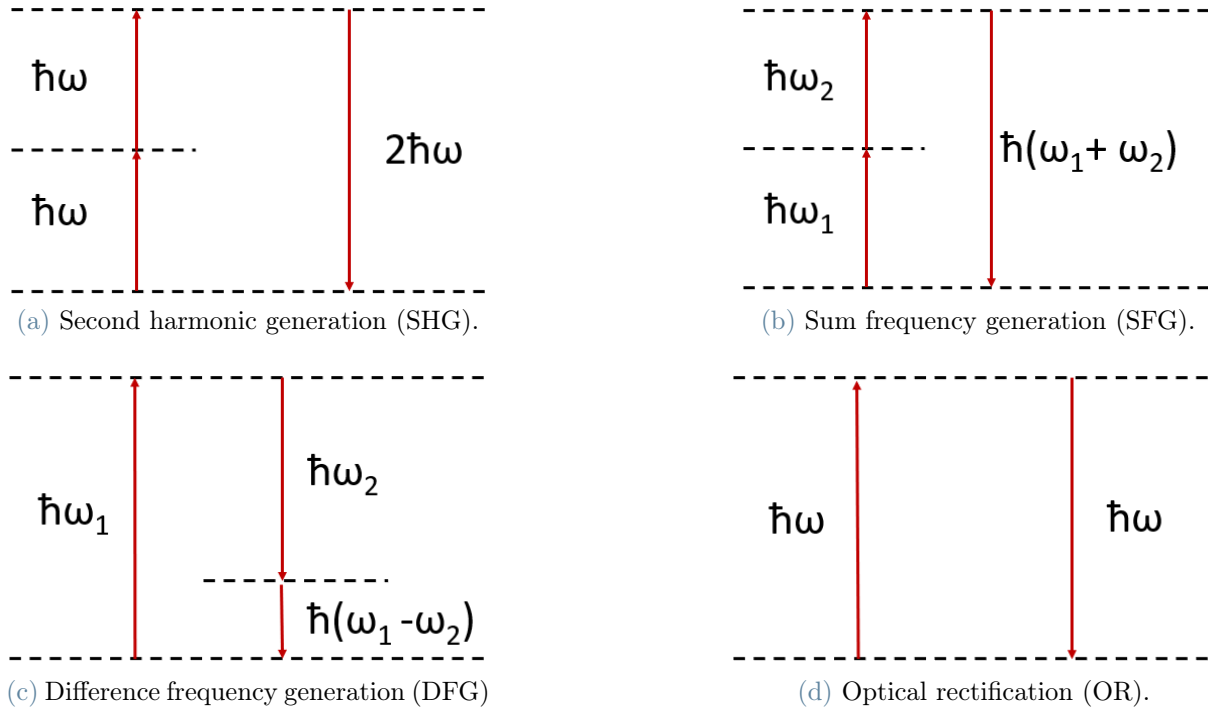 ħω
ħω
2ħω
(a) Second harmonic generation (SHG).
ħω₂
ħω₁
ħ(ω₁+ ω₂)
(b) Sum frequency generation (SFG).
ħω₁
ħω₂
ħ(ω₁ -ω₂)
(c) Difference frequency generation (DFG)
ħω
ħω
(d) Optical rectification (OR).